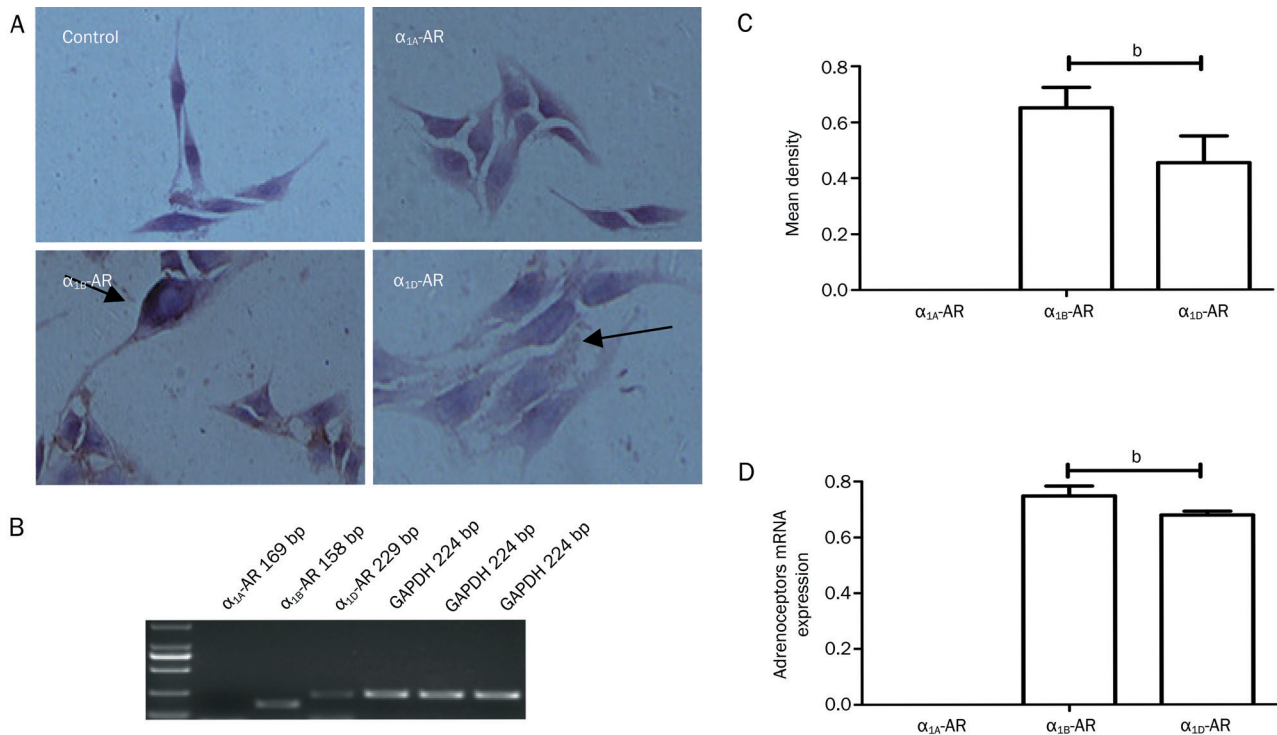 A
Control
α1A-AR
α1B-AR
α1D-AR
B
α1A-AR 169 bp
α1B-AR 158 bp
α1D-AR 229 bp
GAPDH 224 bp
GAPDH 224 bp
GAPDH 224 bp
C
b
0.8
0.6
0.4
0.2
0.0
Mean density
α1A-AR
α1B-AR
α1D-AR
D
b
0.8
0.6
0.4
0.2
0.0
Adrenoceptors mRNA
expression
α1A-AR
α1B-AR
α1D-AR